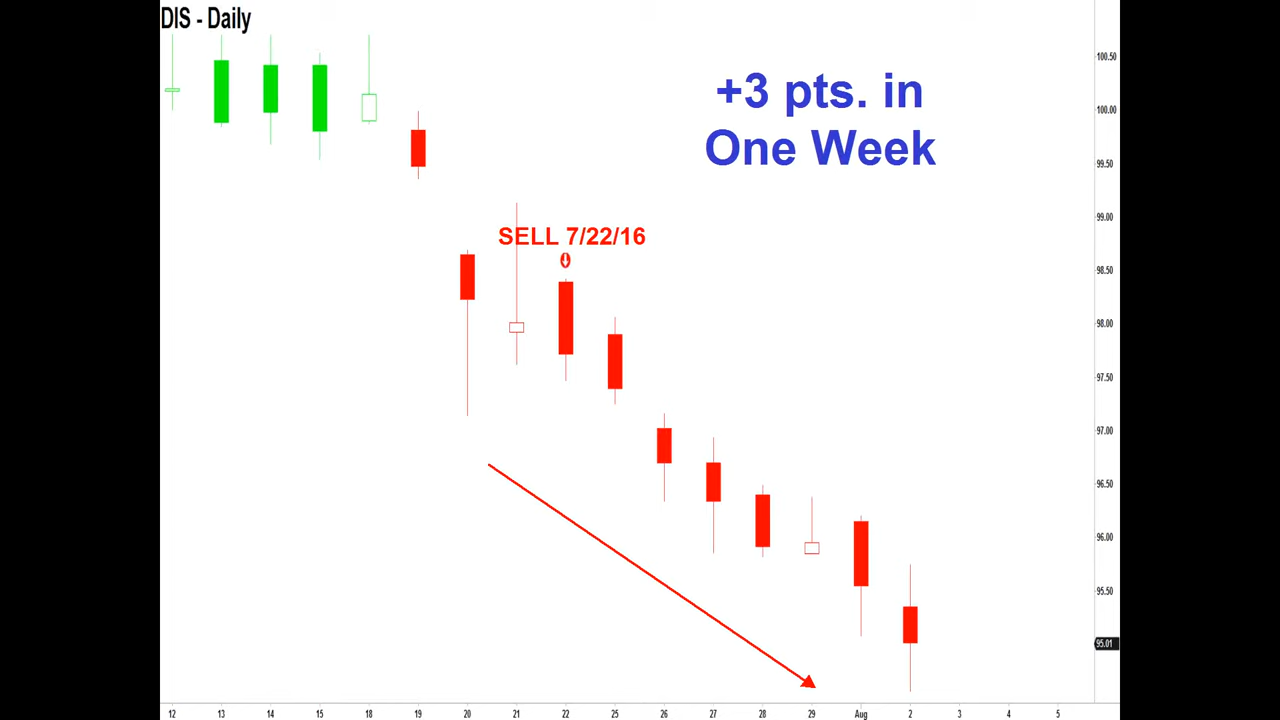 DIS - Daily
+3 pts. in
One Week
SELL 7/22/16
100.50
100.00
99.50
99.00
98.50
98.00
97.50
97.00
96.50
96.00
95.50
95.01
12 13 14 15 18 19 20 21 22 25 26 27 28 29 Aug 2 3 4 5